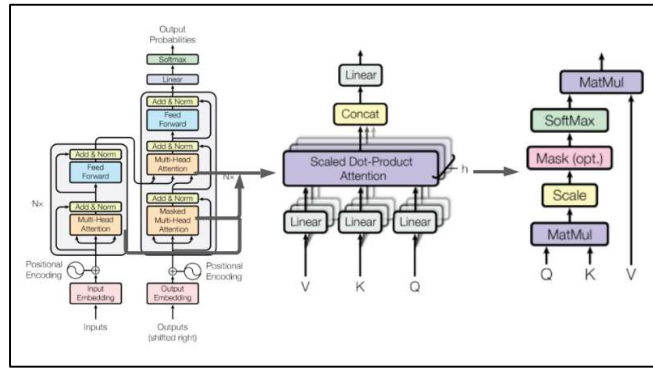 Output
Probabilities
Softmax
Linear
Add & Norm
Feed
Forward
Add & Norm
Multi-Head
Attention
Nx
Add & Norm
Masked
Multi-Head
Attention
Add & Norm
Feed
Forward
Nx
Add & Norm
Multi-Head
Attention
Positional
Encoding
Positional
Encoding
Input
Embedding
Output
Embedding
Inputs
Outputs
(shifted right)
Linear
Concat
Scaled Dot-Product
Attention
h
Linear
Linear
Linear
V
K
Q
MatMul
SoftMax
Mask (opt.)
Scale
MatMul
Q
K
V